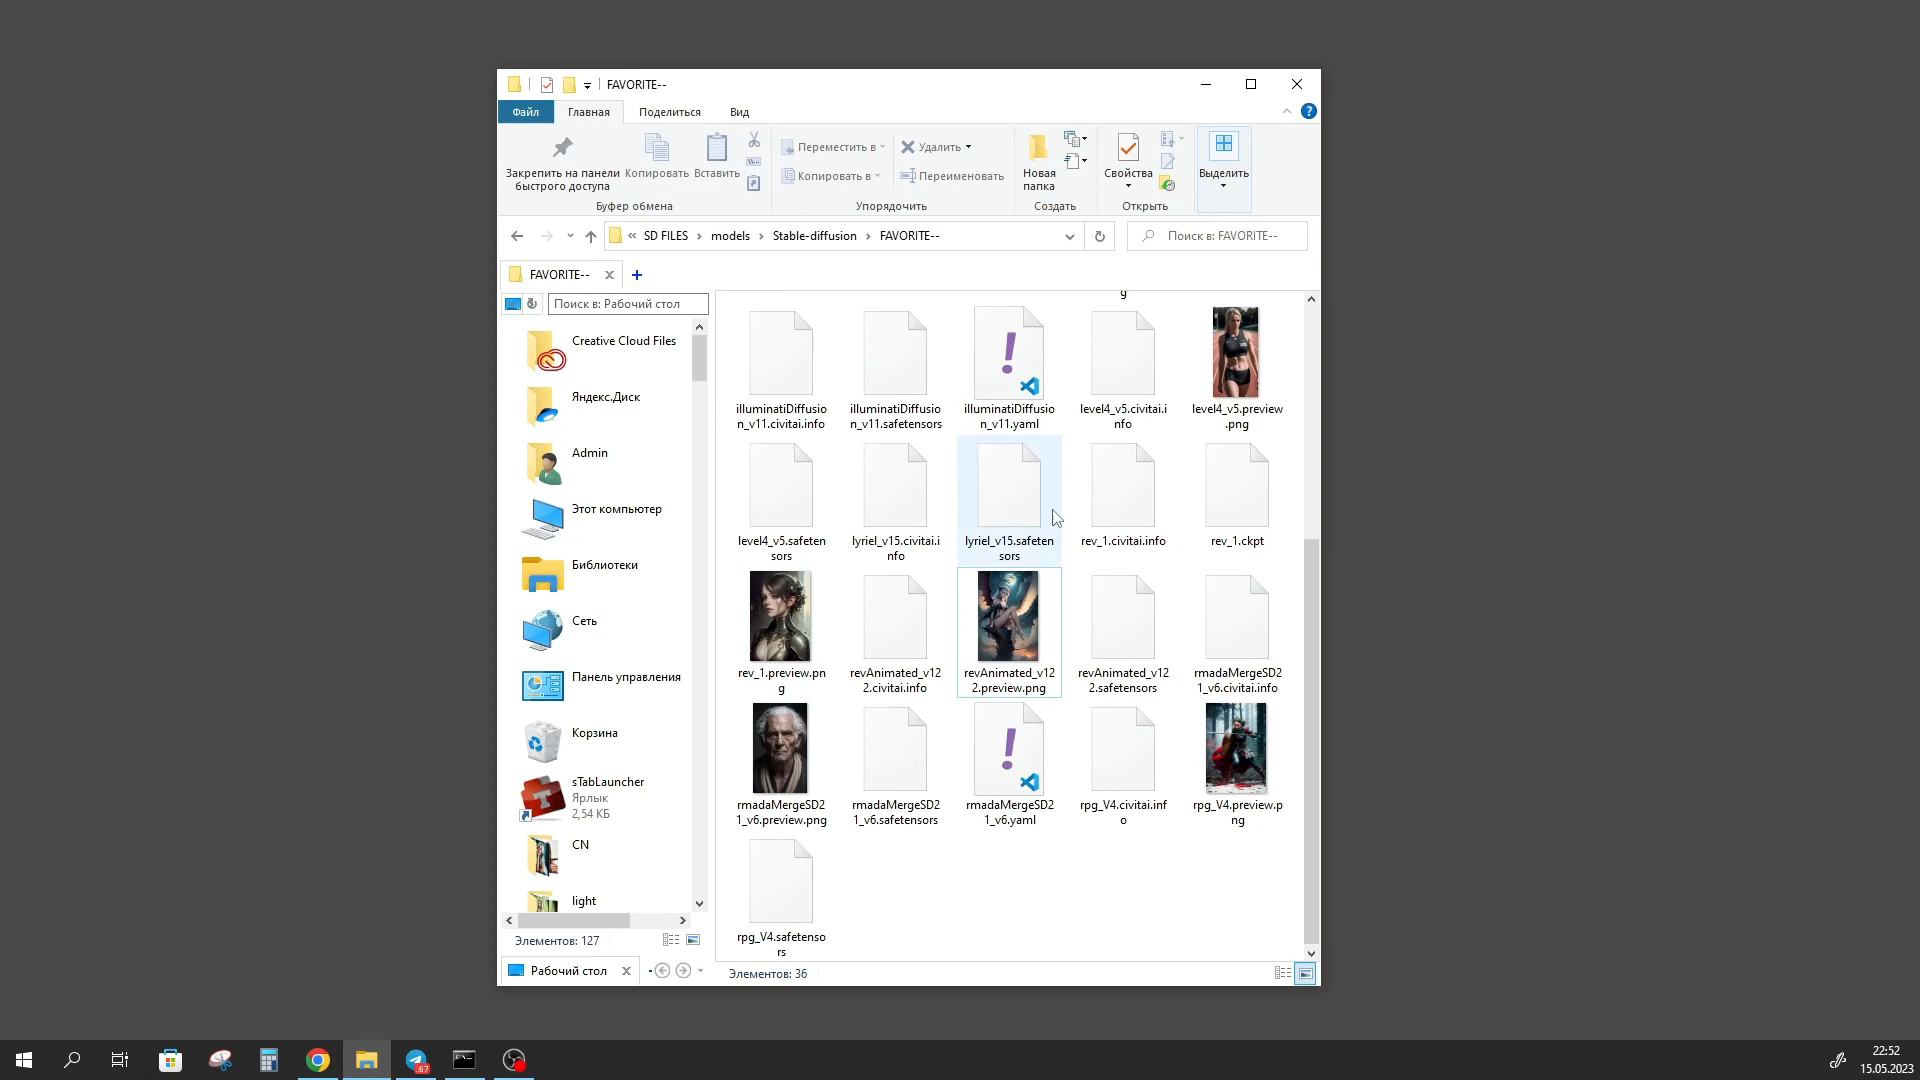 FAVORITE--
Файл
Главная
Поделиться
Вид
Закрепить на панели
быстрого доступа
Копировать
Вставить
Переместить в
Копировать в
Удалить
Переименовать
Новая
папка
Свойства
Выделить
Буфер обмена
Упорядочить
Создать
Открыть
« SD FILES › models › Stable-diffusion › FAVORITE--
Поиск в: FAVORITE--
FAVORITE--
Поиск в: Рабочий стол
Creative Cloud Files
Яндекс.Диск
Admin
Этот компьютер
Библиотеки
Сеть
Панель управления
Корзина
sTabLauncher
Ярлык
2,54 КБ
CN
light
Элементов: 127
Рабочий стол
g
illuminatiDiffusio
n_v11.civitai.info
illuminatiDiffusio
n_v11.safetensors
illuminatiDiffusio
n_v11.yaml
level4_v5.civitai.i
nfo
level4_v5.preview
.png
level4_v5.safeten
sors
lyriel_v15.civitai.i
nfo
lyriel_v15.safeten
sors
rev_1.civitai.info
rev_1.ckpt
rev_1.preview.pn
g
revAnimated_v12
2.civitai.info
revAnimated_v12
2.preview.png
revAnimated_v12
2.safetensors
rmadaMergeSD2
1_v6.civitai.info
rmadaMergeSD2
1_v6.preview.png
rmadaMergeSD2
1_v6.safetensors
rmadaMergeSD2
1_v6.yaml
rpg_V4.civitai.inf
o
rpg_V4.preview.p
ng
rpg_V4.safetenso
rs
Элементов: 36
22:52
15.05.2023